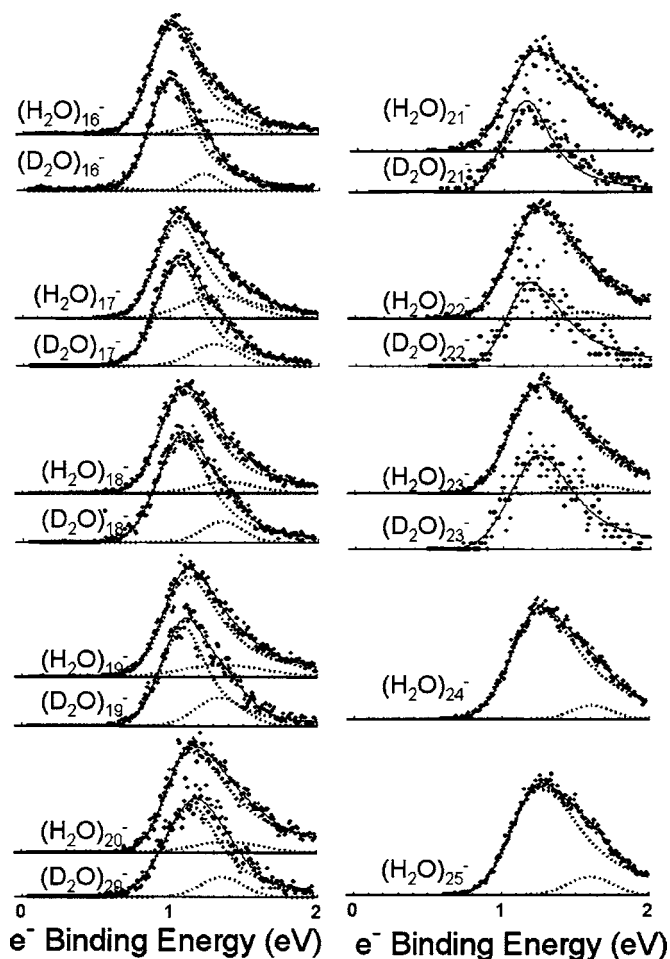 (H₂O)₁₆⁻
(D₂O)₁₆⁻
(H₂O)₁₇⁻
(D₂O)₁₇⁻
(H₂O)₁₈⁻
(D₂O)₁₈⁻
(H₂O)₁₉⁻
(D₂O)₁₉⁻
(H₂O)₂₀⁻
(D₂O)₂₀⁻
0 1 2
e⁻ Binding Energy (eV)
(H₂O)₂₁⁻
(D₂O)₂₁⁻
(H₂O)₂₂⁻
(D₂O)₂₂⁻
(H₂O)₂₃⁻
(D₂O)₂₃⁻
(H₂O)₂₄⁻
(H₂O)₂₅⁻
0 1 2
e⁻ Binding Energy (eV)